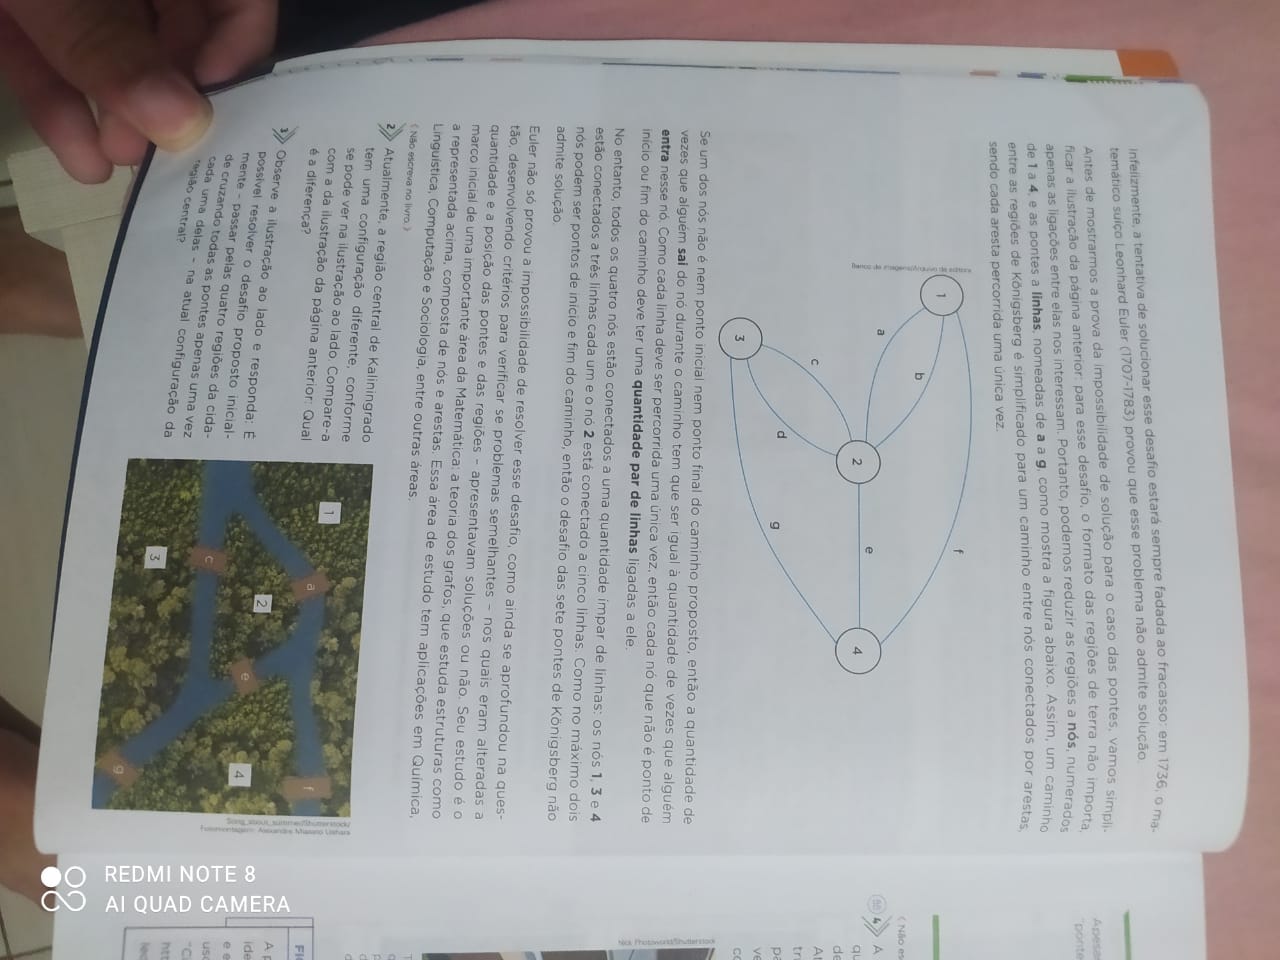 Infelizmente, a tentativa de solucionar esse desafio estará sempre fadada ao fracasso: em 1736, o ma-
temático suíço Leonhard Euler (1707-1783) provou que esse problema não admite solução.
Antes de mostrarmos a prova da impossibilidade de solução para o caso das pontes, vamos simpli-
ficar a ilustração da página anterior: para esse desafio, o formato das regiões de terra não importa,
apenas as ligações entre elas nos interessam. Portanto, podemos reduzir as regiões a nós, numerados
de 1 a 4, e as pontes a linhas, nomeadas de a a g, como mostra a figura abaixo. Assim, um caminho
entre as regiões de Königsberg é simplificado para um caminho entre nós conectados por arestas,
sendo cada aresta percorrida uma única vez.
Banco de imagens/Arquivo da editora
1
a
b
f
c
2
e
4
3
d
g
Se um dos nós não é nem ponto inicial nem ponto final do caminho proposto, então a quantidade de
vezes que alguém sai do nó durante o caminho tem que ser igual à quantidade de vezes que alguém
entra nesse nó. Como cada linha deve ser percorrida uma única vez, então cada nó que não é ponto de
início ou fim do caminho deve ter uma quantidade par de linhas ligadas a ele.
No entanto, todos os quatro nós estão conectados a uma quantidade ímpar de linhas: os nós 1, 3 e 4
estão conectados a três linhas cada um e o nó 2 está conectado a cinco linhas. Como no máximo dois
nós podem ser pontos de início e fim do caminho, então o desafio das sete pontes de Königsberg não
admite solução.
Euler não só provou a impossibilidade de resolver esse desafio, como ainda se aprofundou na ques-
tão, desenvolvendo critérios para verificar se problemas semelhantes – nos quais eram alteradas a
quantidade e a posição das pontes e das regiões – apresentavam soluções ou não. Seu estudo é o
marco inicial de uma importante área da Matemática: a teoria dos grafos, que estuda estruturas como
a representada acima, composta de nós e arestas. Essa área de estudo tem aplicações em Química,
Linguística, Computação e Sociologia, entre outras áreas.
Não escreva no livro.
2 Atualmente, a região central de Kaliningrado
tem uma configuração diferente, conforme
se pode ver na ilustração ao lado. Compare-a
com a da ilustração da página anterior: Qual
é a diferença?
3 Observe a ilustração ao lado e responda: É
possível resolver o desafio proposto inicial-
mente - passar pelas quatro regiões da cida-
de cruzando todas as pontes apenas uma vez
cada uma delas - na atual configuração da
região central?
1
a
f
2
e
4
c
3
g
Song_about_summer/Shutterstock/
Fotomontagem: Alexandre
4
Nick Photoworld/Shutterstock
REDMI NOTE 8
AI QUAD CAMERA